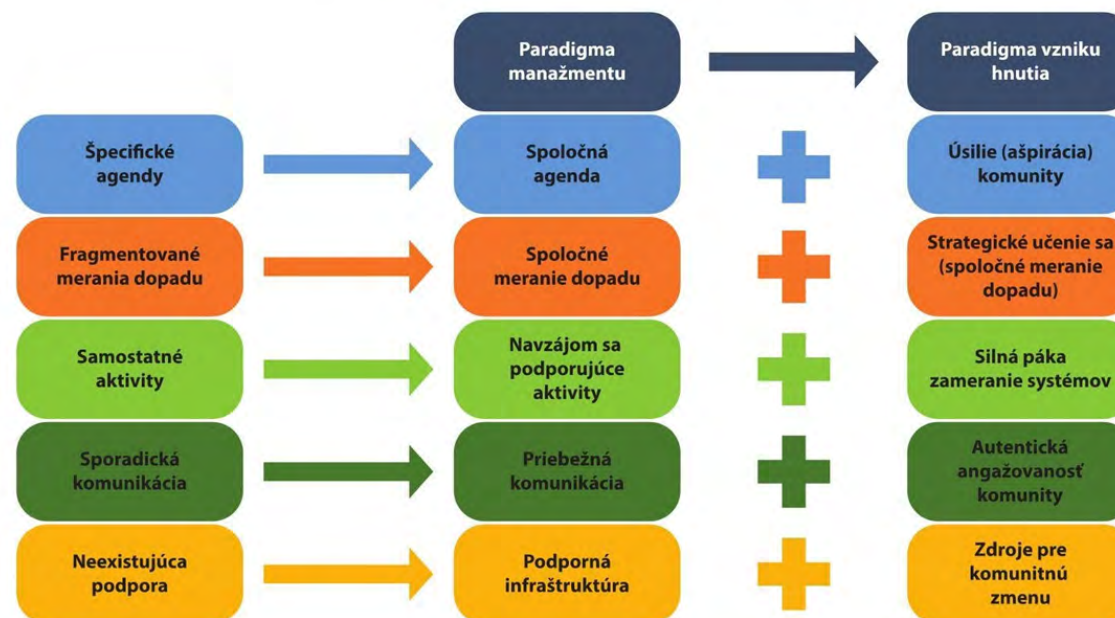 Paradigma
manažmentu
Paradigma vzniku
hnutia
Špecifické
agendy
Spoločná
agenda
Úsilie (ašpirácia)
komunity
Fragmentované
merania dopadu
Spoločné
meranie dopadu
Strategické učenie sa
(spoločné meranie
dopadu)
Samostatné
aktivity
Navzájom sa
podporujúce
aktivity
Silná páka
zameranie systémov
Sporadická
komunikácia
Priebežná
komunikácia
Autentická
angažovanosť
komunity
Neexistujúca
podpora
Podporná
infraštruktúra
Zdroje pre
komunitnú
zmenu